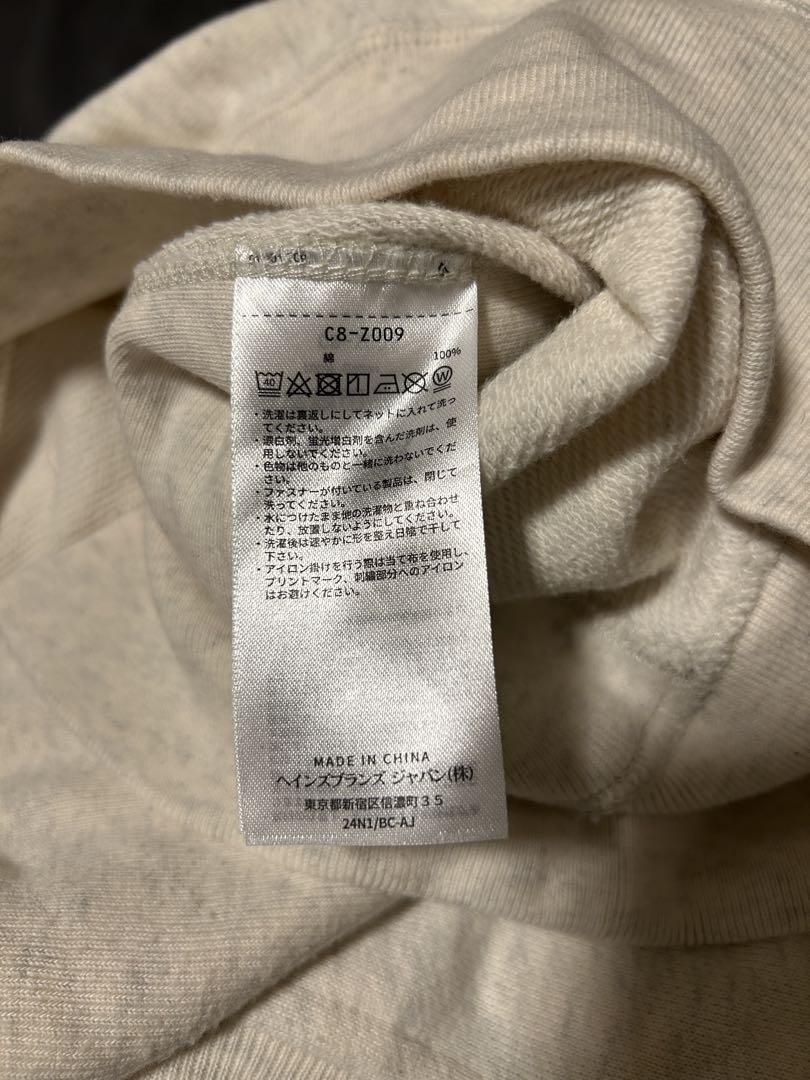 C8-Z009
綿 100%
40 W
・洗濯は裏返しにしてネットに入れて洗っ
てください。
・漂白剤、蛍光増白剤を含んだ洗剤は、使
用しないでください。
・色物は他のものと一緒に洗わないでくだ
さい。
・ファスナーが付いている製品は、閉じて
洗ってください。
・水につけたまま他の洗濯物と重ね合わせ
たり、放置しないようにしてください。
・洗濯後は速やかに形を整え日陰で干して
下さい。
・アイロン掛けを行う際は当て布を使用し、
プリントマーク、刺繍部分へのアイロン
はお避けください。
MADE IN CHINA
ヘインズブランズ ジャパン(株)
東京都新宿区信濃町35
24N1/BC-AJ